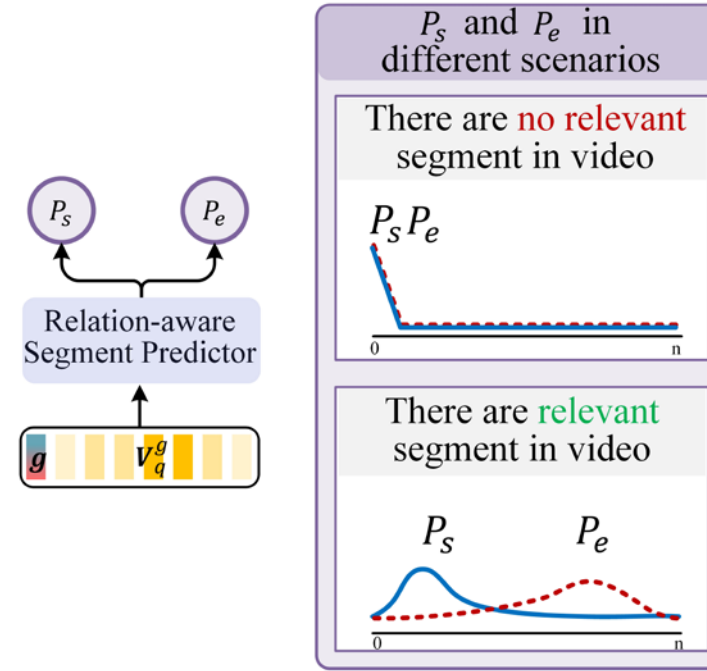 P_s and P_e in
different scenarios
There are no relevant
segment in video
P_s P_e
0 n
There are relevant
segment in video
P_s P_e
0 n
P_s P_e
Relation-aware
Segment Predictor
g V_q^g